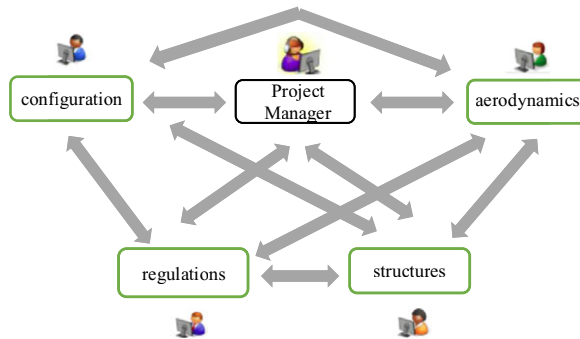 configuration
Project
Manager
aerodynamics
regulations
structures